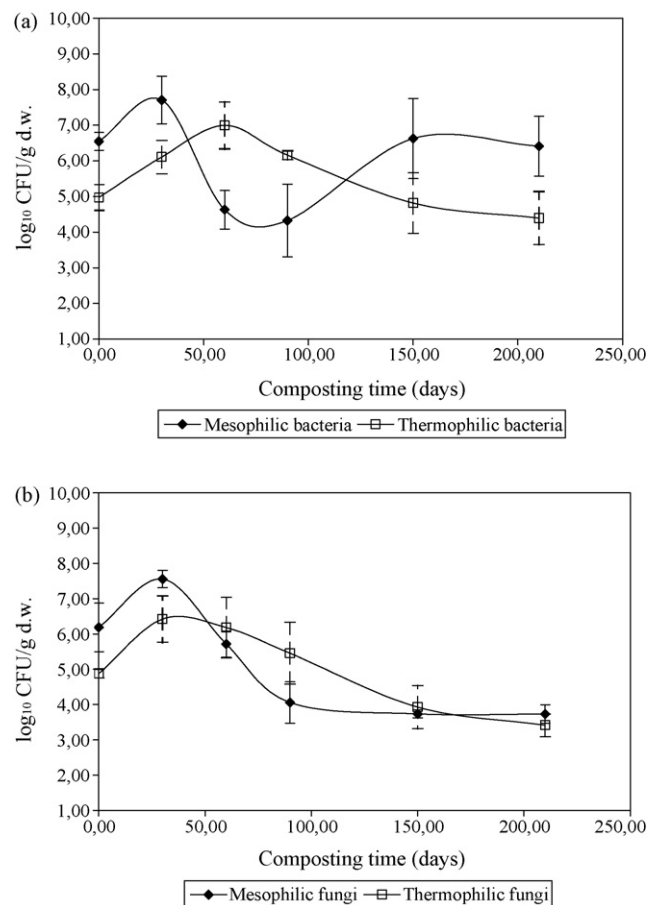 (a)
10,00
9,00
8,00
7,00
6,00
5,00
4,00
3,00
2,00
1,00
log₁₀ CFU/g d.w.
0,00 50,00 100,00 150,00 200,00 250,00
Composting time (days)
Mesophilic bacteria Thermophilic bacteria
(b)
10,00
9,00
8,00
7,00
6,00
5,00
4,00
3,00
2,00
1,00
log₁₀ CFU/g d.w.
0,00 50,00 100,00 150,00 200,00 250,00
Composting time (days)
Mesophilic fungi Thermophilic fungi